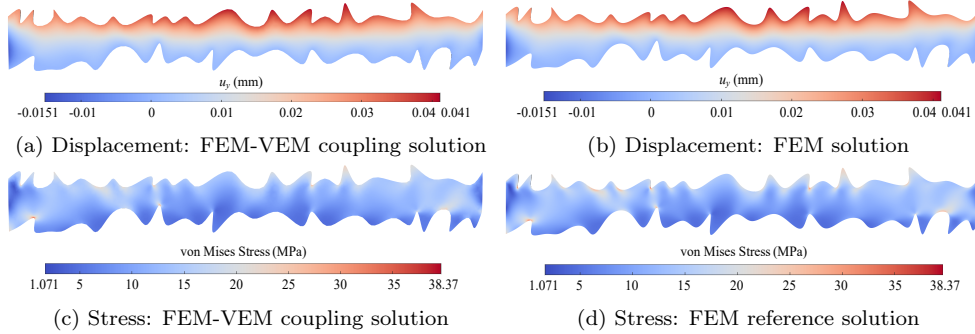 u_y (mm)
-0.0151 -0.01 0 0.01 0.02 0.03 0.04 0.041
(a) Displacement: FEM-VEM coupling solution
u_y (mm)
-0.0151 -0.01 0 0.01 0.02 0.03 0.04 0.041
(b) Displacement: FEM solution
von Mises Stress (MPa)
1.071 5 10 15 20 25 30 35 38.37
(c) Stress: FEM-VEM coupling solution
von Mises Stress (MPa)
1.071 5 10 15 20 25 30 35 38.37
(d) Stress: FEM reference solution